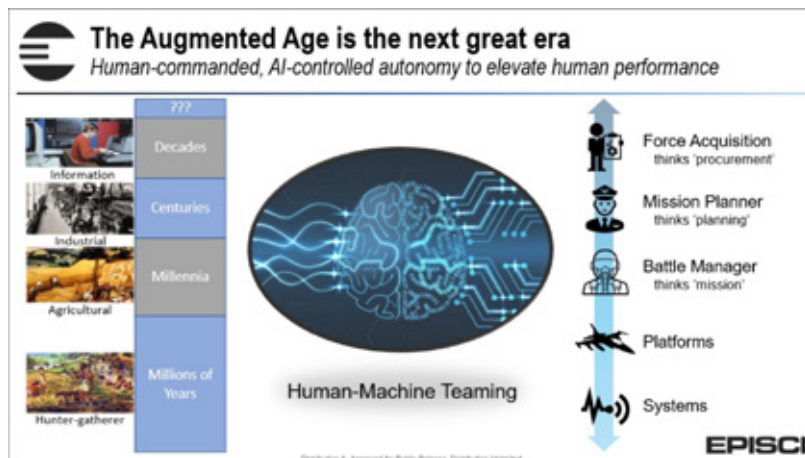 The Augmented Age is the next great era
Human-commanded, AI-controlled autonomy to elevate human performance
???
Decades
Information
Centuries
Industrial
Millennia
Agricultural
Millions of
Years
Hunter-gatherer
Human-Machine Teaming
Force Acquisition
thinks 'procurement'
Mission Planner
thinks 'planning'
Battle Manager
thinks 'mission'
Platforms
Systems
EPISCI